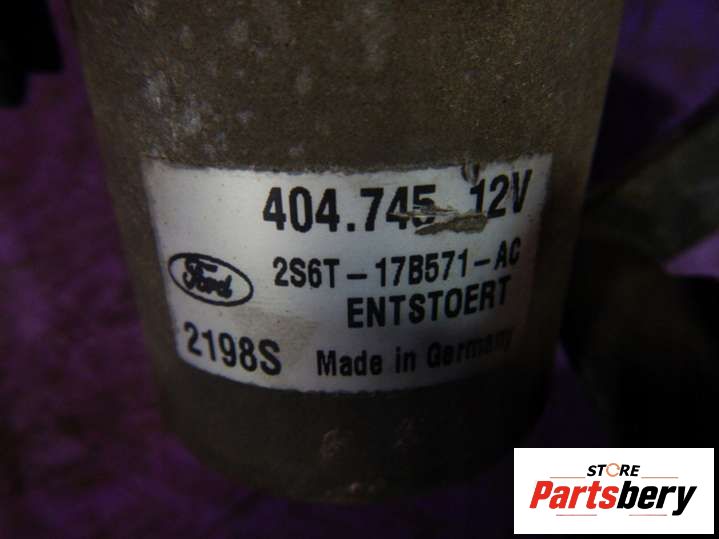 404.745 12V
Ford
2S6T-17B571-AC
ENTSTOERT
2198S Made in Germany
STORE
Partsbery